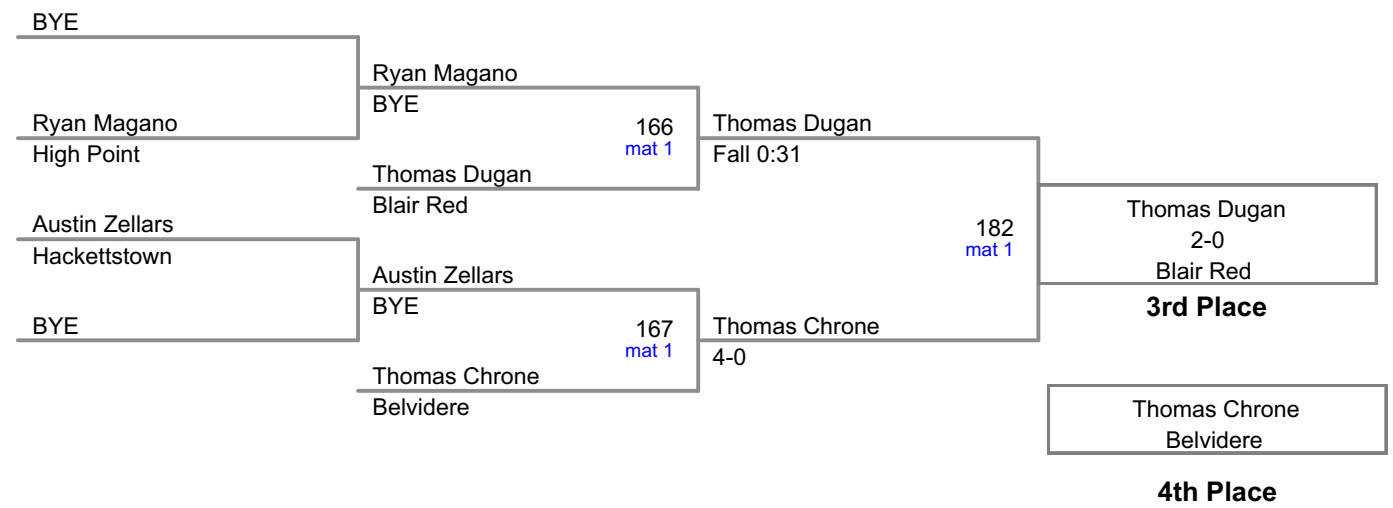 BYE
Ryan Magano
High Point
Austin Zellars
Hackettstown
BYE
Ryan Magano
BYE
166
mat 1
Thomas Dugan
Blair Red
Austin Zellars
BYE
167
mat 1
Thomas Chrone
Belvidere
Thomas Dugan
Fall 0:31
182
mat 1
Thomas Chrone
4-0
Thomas Dugan
2-0
Blair Red
3rd Place
Thomas Chrone
Belvidere
4th Place